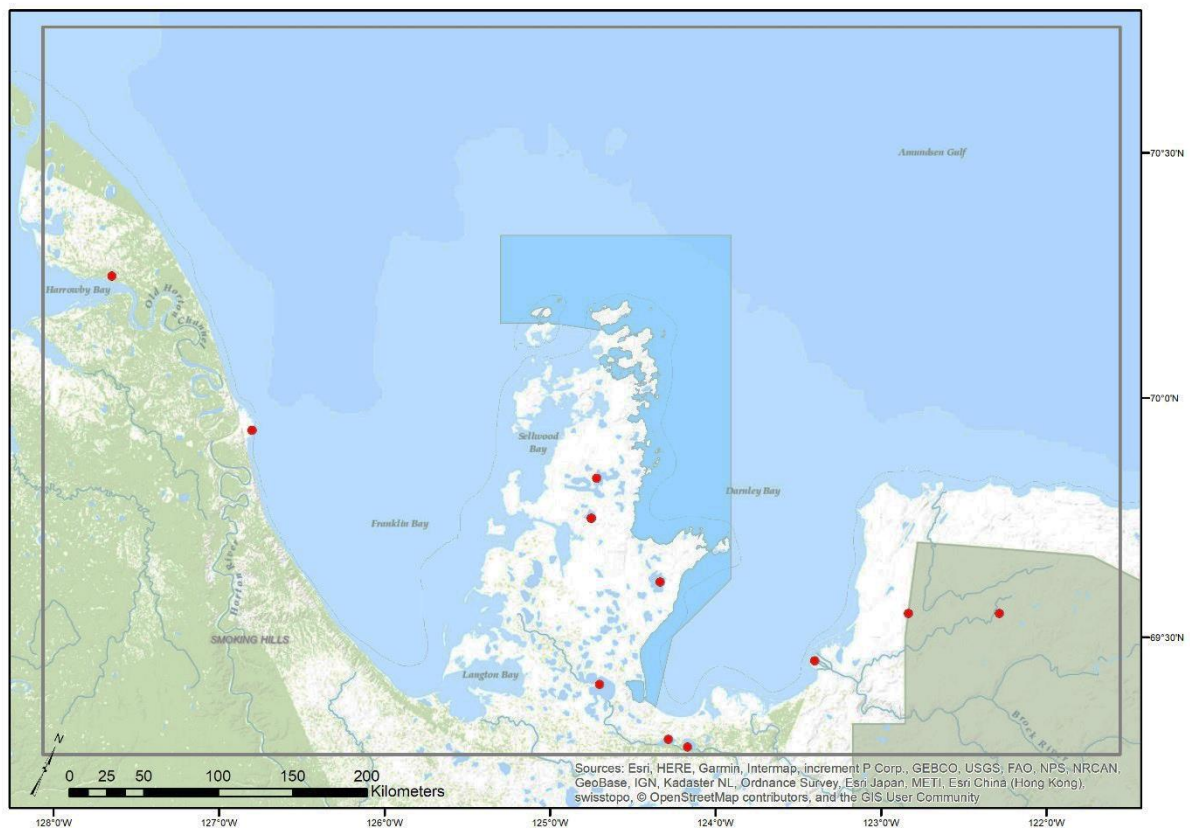 Amundsen Gulf
70°30'N
Harrowby Bay
Old Horton Channel
70°0'N
Sellwood
Bay
Darnley Bay
Franklin Bay
Horton River
SMOKING HILLS
69°30'N
Langton Bay
Brock River
N
0 25 50 100 150 200
Kilometers
Sources: Esri, HERE, Garmin, Intermap, increment P Corp., GEBCO, USGS, FAO, NPS, NRCAN,
GeoBase, IGN, Kadaster NL, Ordnance Survey, Esri Japan, METI, Esri China (Hong Kong),
swisstopo, © OpenStreetMap contributors, and the GIS User Community
128°0'W 127°0'W 126°0'W 125°0'W 124°0'W 123°0'W 122°0'W